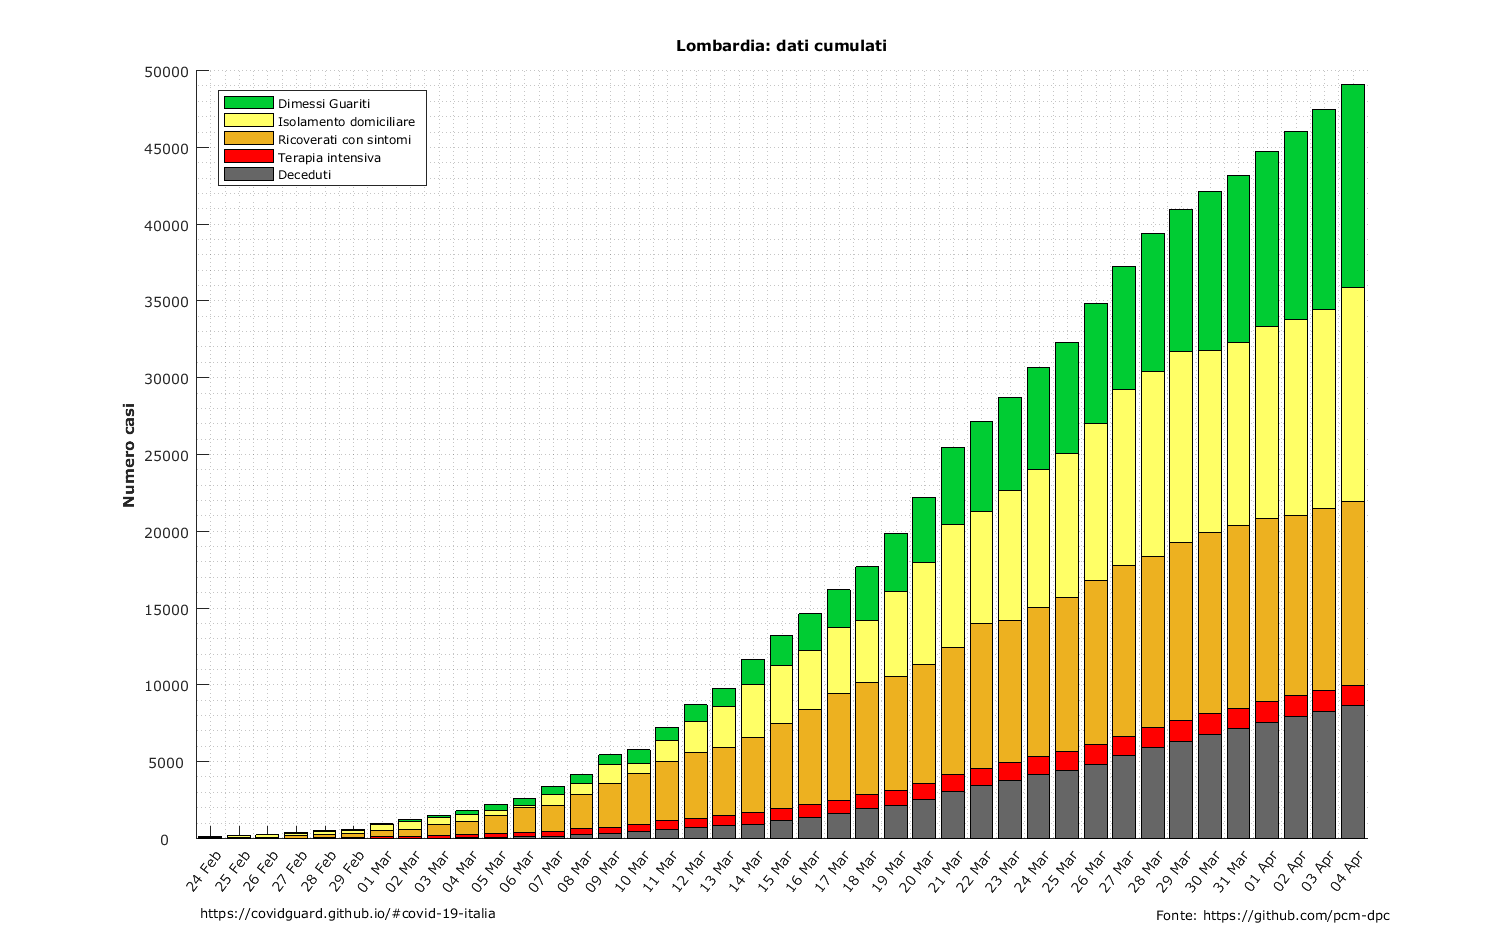 Lombardia: dati cumulati
50000
45000
40000
35000
30000
25000
20000
15000
10000
5000
0
Numero casi
Dimessi Guariti
Isolamento domiciliare
Ricoverati con sintomi
Terapia intensiva
Deceduti
24 Feb
25 Feb
26 Feb
27 Feb
28 Feb
29 Feb
01 Mar
02 Mar
03 Mar
04 Mar
05 Mar
06 Mar
07 Mar
08 Mar
09 Mar
10 Mar
11 Mar
12 Mar
13 Mar
14 Mar
15 Mar
16 Mar
17 Mar
18 Mar
19 Mar
20 Mar
21 Mar
22 Mar
23 Mar
24 Mar
25 Mar
26 Mar
27 Mar
28 Mar
29 Mar
30 Mar
31 Mar
01 Apr
02 Apr
03 Apr
04 Apr
https://covidguard.github.io/#covid-19-italia
Fonte: https://github.com/pcm-dpc